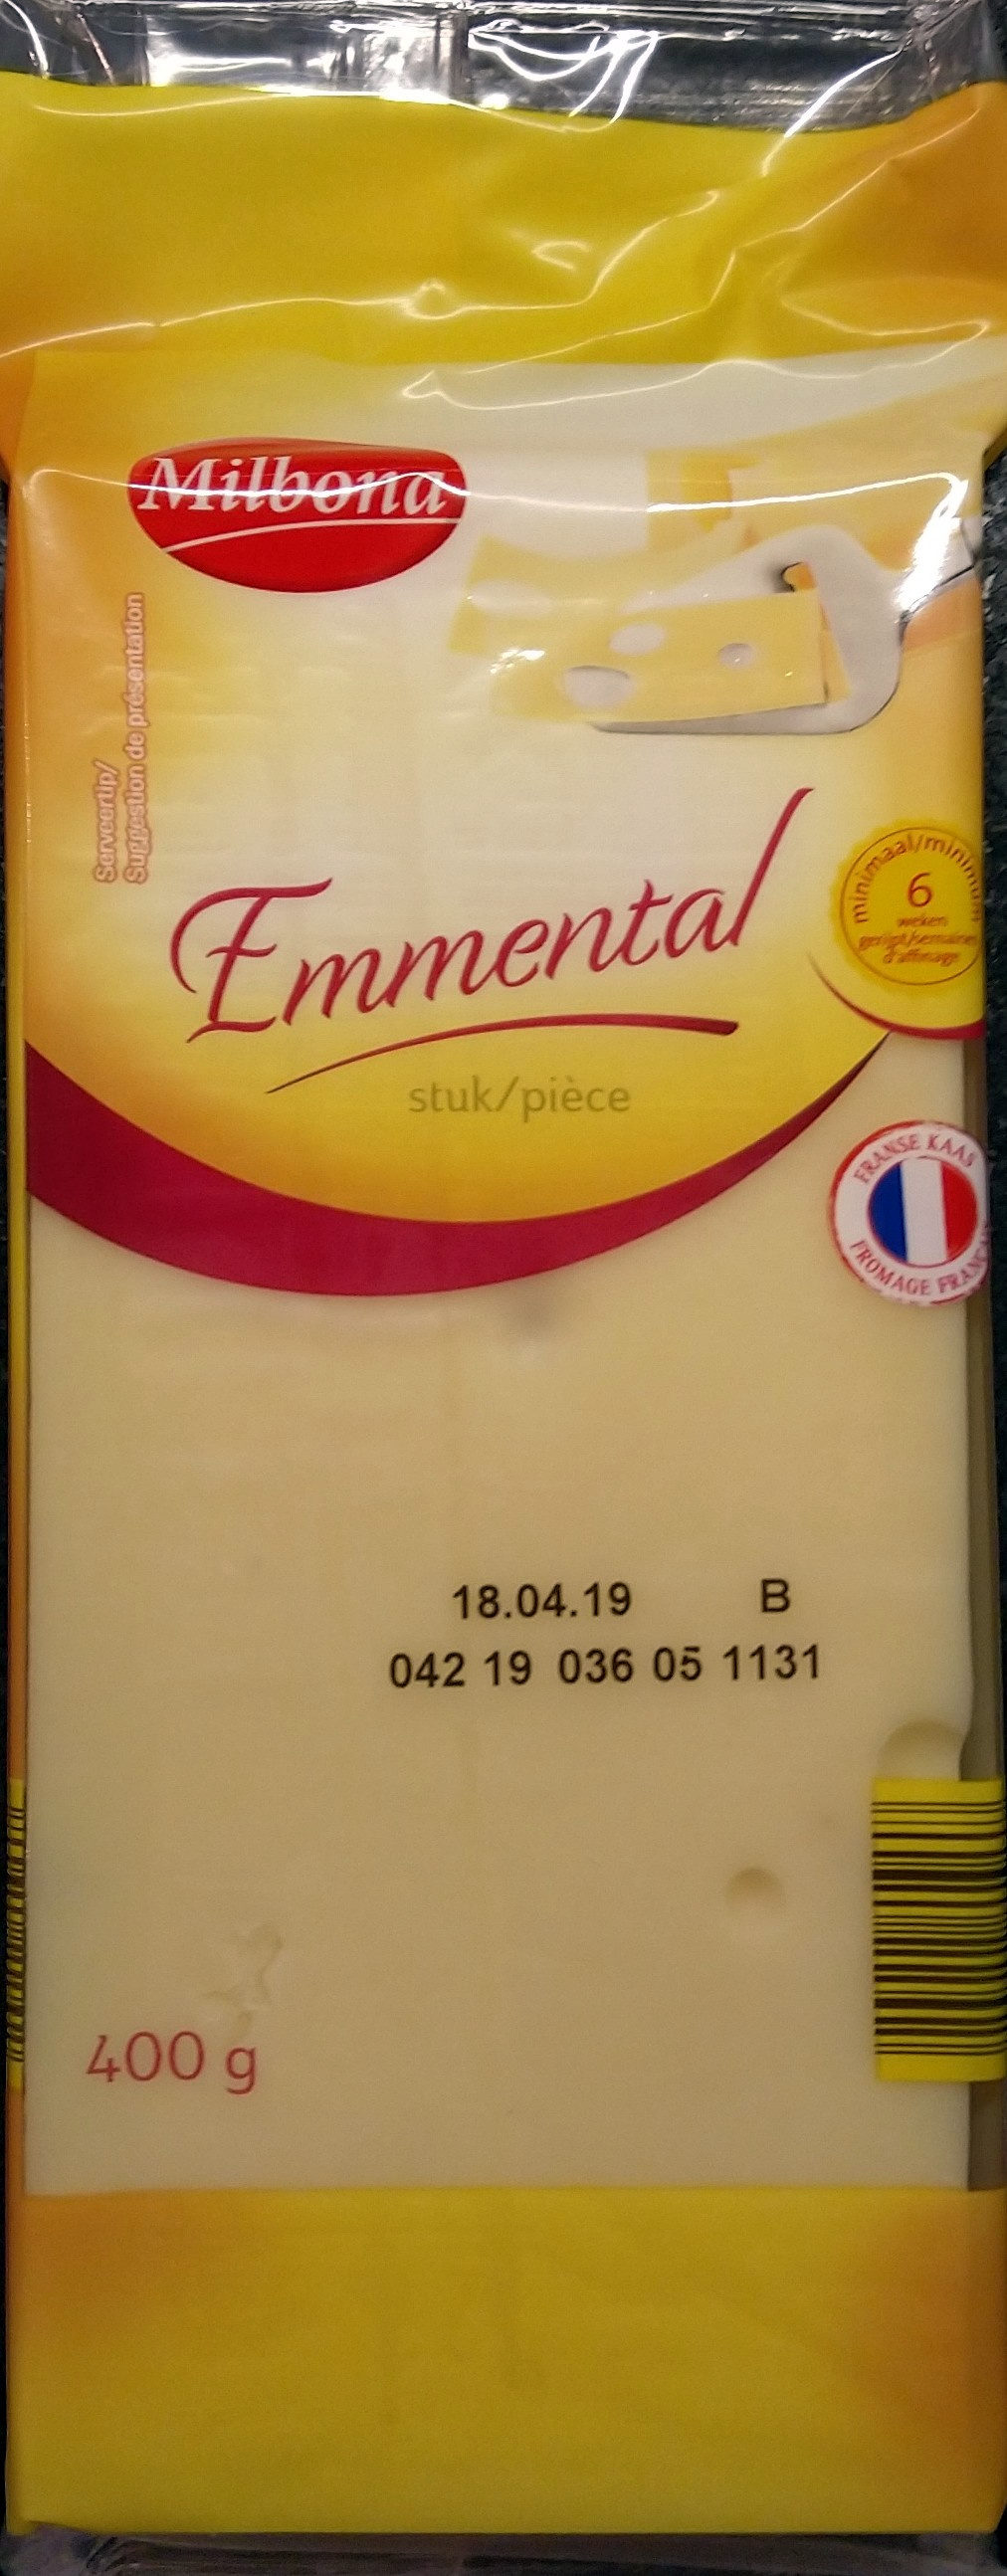 Milbona
Serveertip/
Suggestion de présentation
Emmental
stuk/pièce
minimaal/minimum
6
weken
gerijpt/semaines
d'affinage
FRANSE KAAS
FROMAGE FRANÇAIS
18.04.19 B
042 19 036 05 1131
400 g